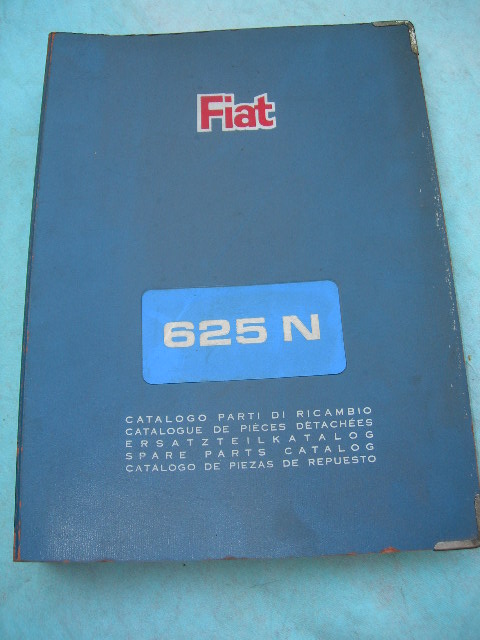 Fiat
625 N
CATALOGO PARTI DI RICAMBIO
CATALOGUE DE PIÈCES DÉTACHÉES
ERSATZTEILKATALOG
SPARE PARTS CATALOG
CATALOGO DE PIEZAS DE REPUESTO